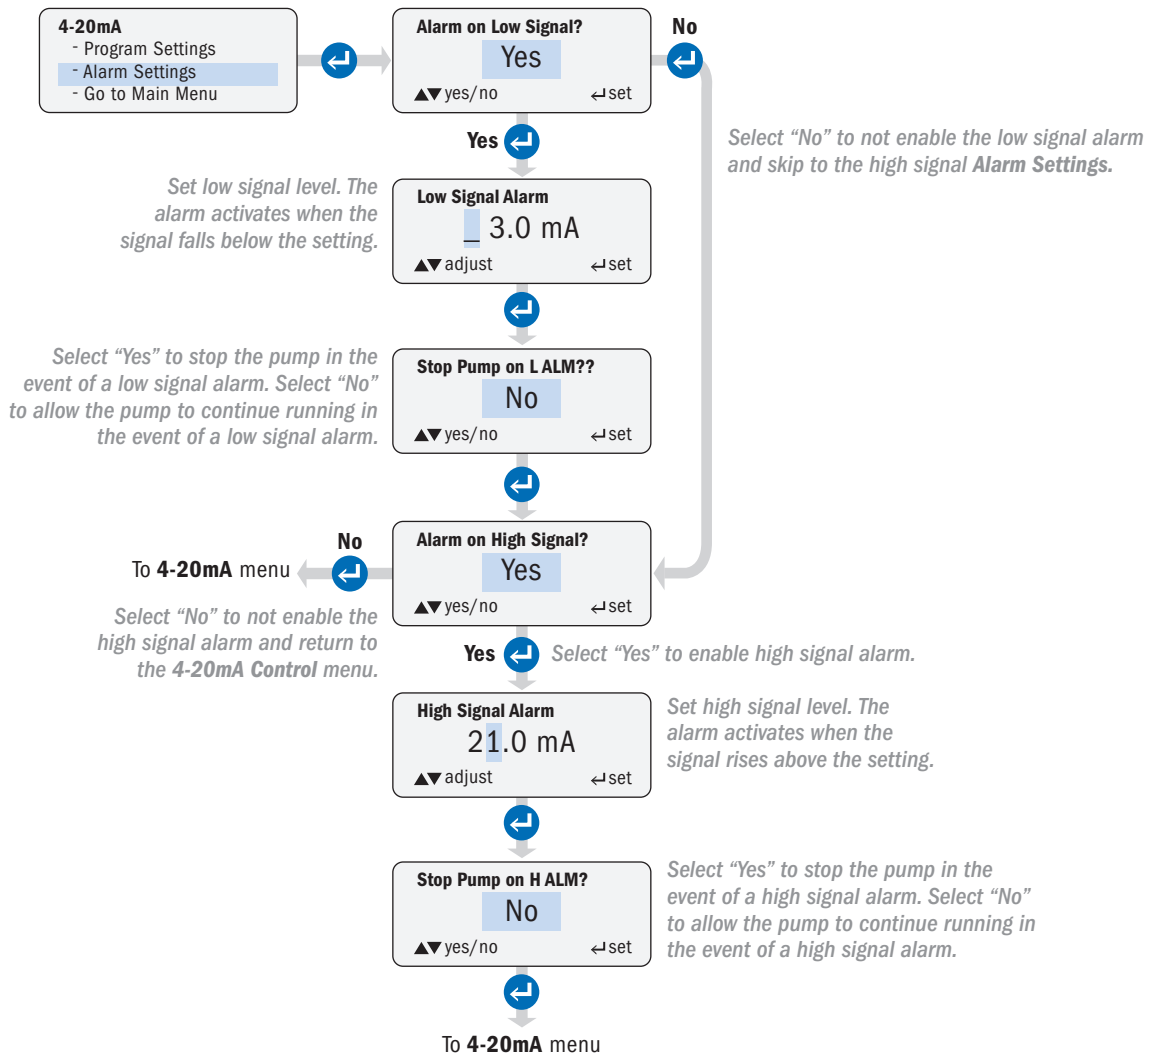 4-20mA
- Program Settings
- Alarm Settings
- Go to Main Menu
Alarm on Low Signal?
Yes
▲▼ yes/no ↵ set
No
Select “No” to not enable the low signal alarm
and skip to the high signal Alarm Settings.
Yes
Set low signal level. The
alarm activates when the
signal falls below the setting.
Low Signal Alarm
_ 3.0 mA
▲▼ adjust ↵ set
Select “Yes” to stop the pump in the
event of a low signal alarm. Select “No”
to allow the pump to continue running in
the event of a low signal alarm.
Stop Pump on L ALM??
No
▲▼ yes/no ↵ set
Alarm on High Signal?
Yes
▲▼ yes/no ↵ set
No
To 4-20mA menu
Select “No” to not enable the
high signal alarm and return to
the 4-20mA Control menu.
Yes
Select “Yes” to enable high signal alarm.
High Signal Alarm
21.0 mA
▲▼ adjust ↵ set
Set high signal level. The
alarm activates when the
signal rises above the setting.
Stop Pump on H ALM?
No
▲▼ yes/no ↵ set
Select “Yes” to stop the pump in the
event of a high signal alarm. Select “No”
to allow the pump to continue running in
the event of a high signal alarm.
To 4-20mA menu